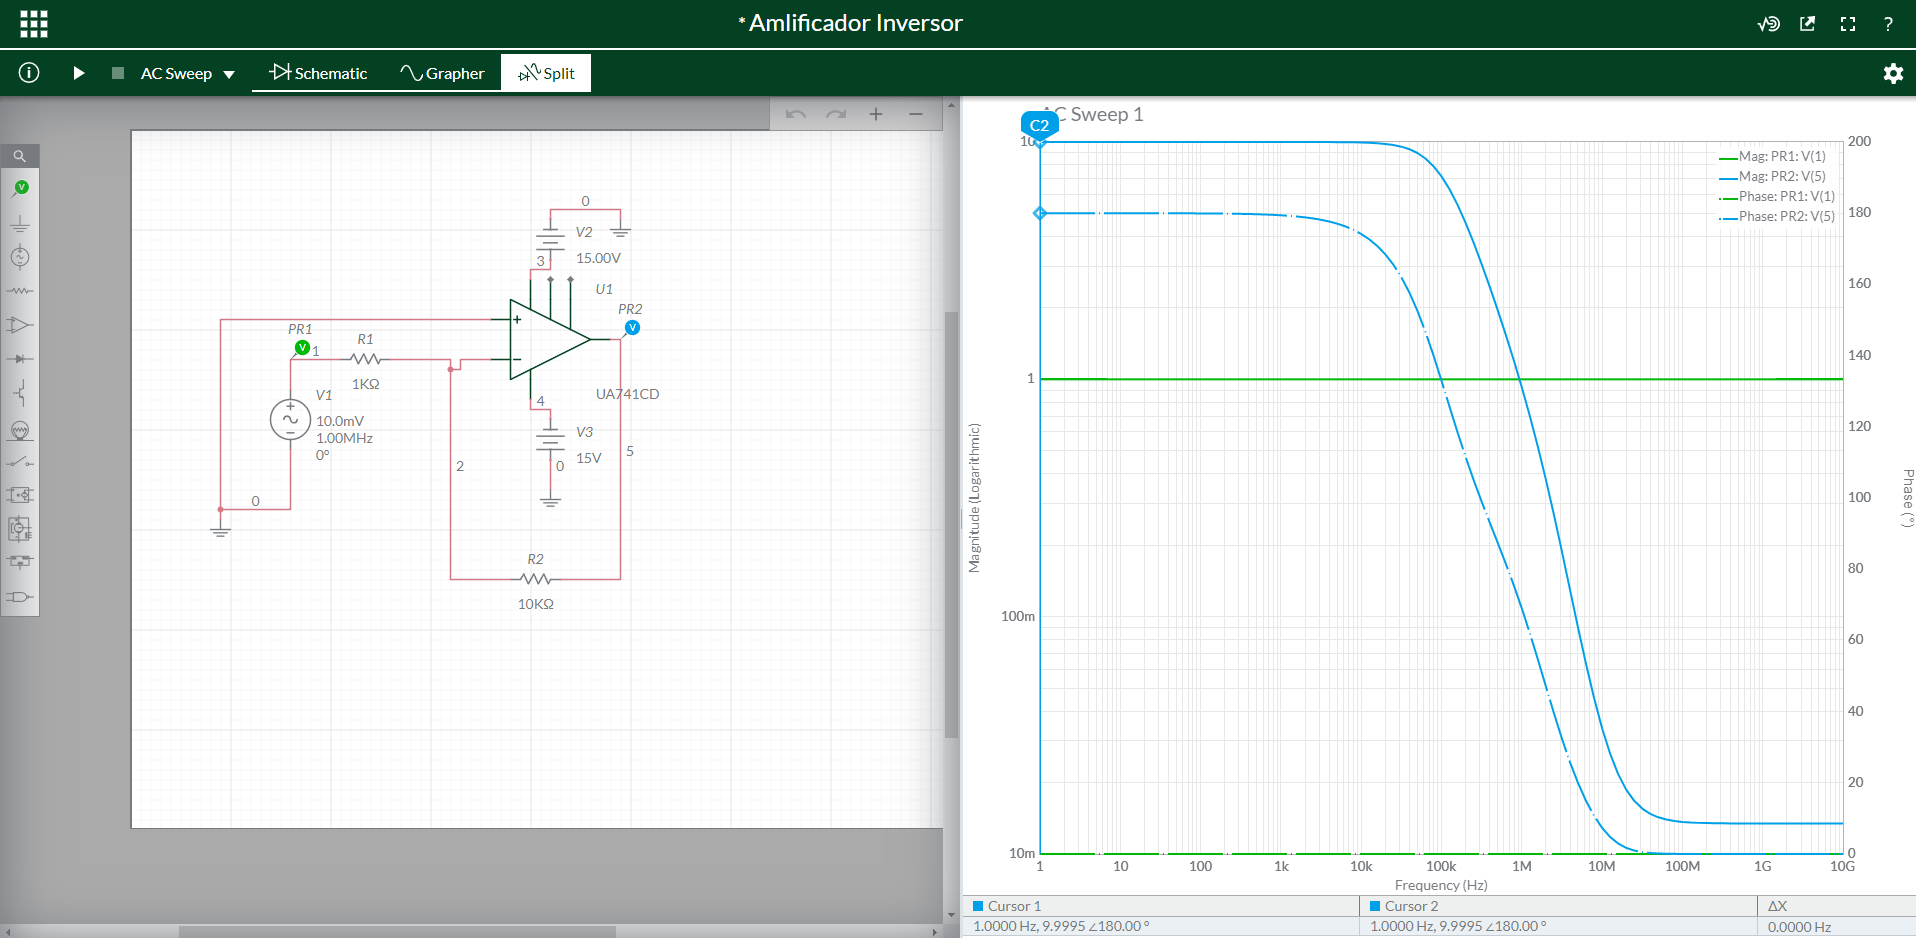 * Amlificador Inversor
?
i
AC Sweep
Schematic
Grapher
Split
0
V2
15.00V
3
U1
PR2
V
PR1
V
1
R1
1KΩ
V1
10.0mV
1.00MHz
0°
+
−
4
UA741CD
V3
15V
0
5
2
0
R2
10KΩ
V
AC Sweep 1
C2
Mag: PR1: V(1)
Mag: PR2: V(5)
Phase: PR1: V(1)
Phase: PR2: V(5)
Magnitude (Logarithmic)
10
1
100m
10m
200
180
160
140
120
100
80
60
40
20
0
Phase (°)
1 10 100 1k 10k 100k 1M 10M 100M 1G 10G
Frequency (Hz)
Cursor 1 Cursor 2 ΔX
1.0000 Hz, 9.9995 ∠180.00 ° 1.0000 Hz, 9.9995 ∠180.00 ° 0.0000 Hz